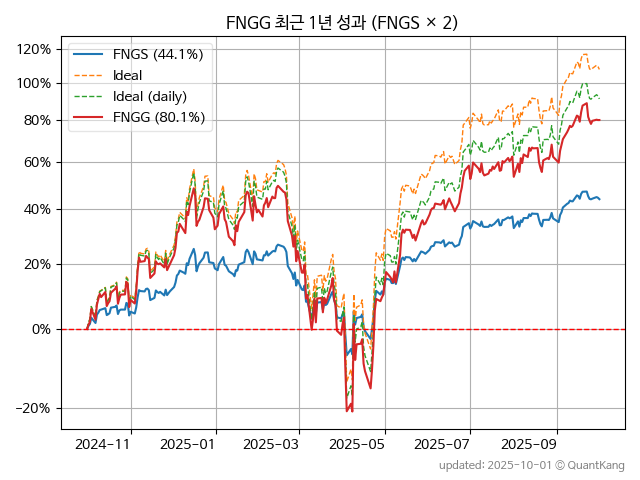 FNGG 최근 1년 성과 (FNGS × 2)
120%
100%
80%
60%
40%
20%
0%
−20%
FNGS (44.1%)
Ideal
Ideal (daily)
FNGG (80.1%)
2024-11
2025-01
2025-03
2025-05
2025-07
2025-09
updated: 2025-10-01 © QuantKang